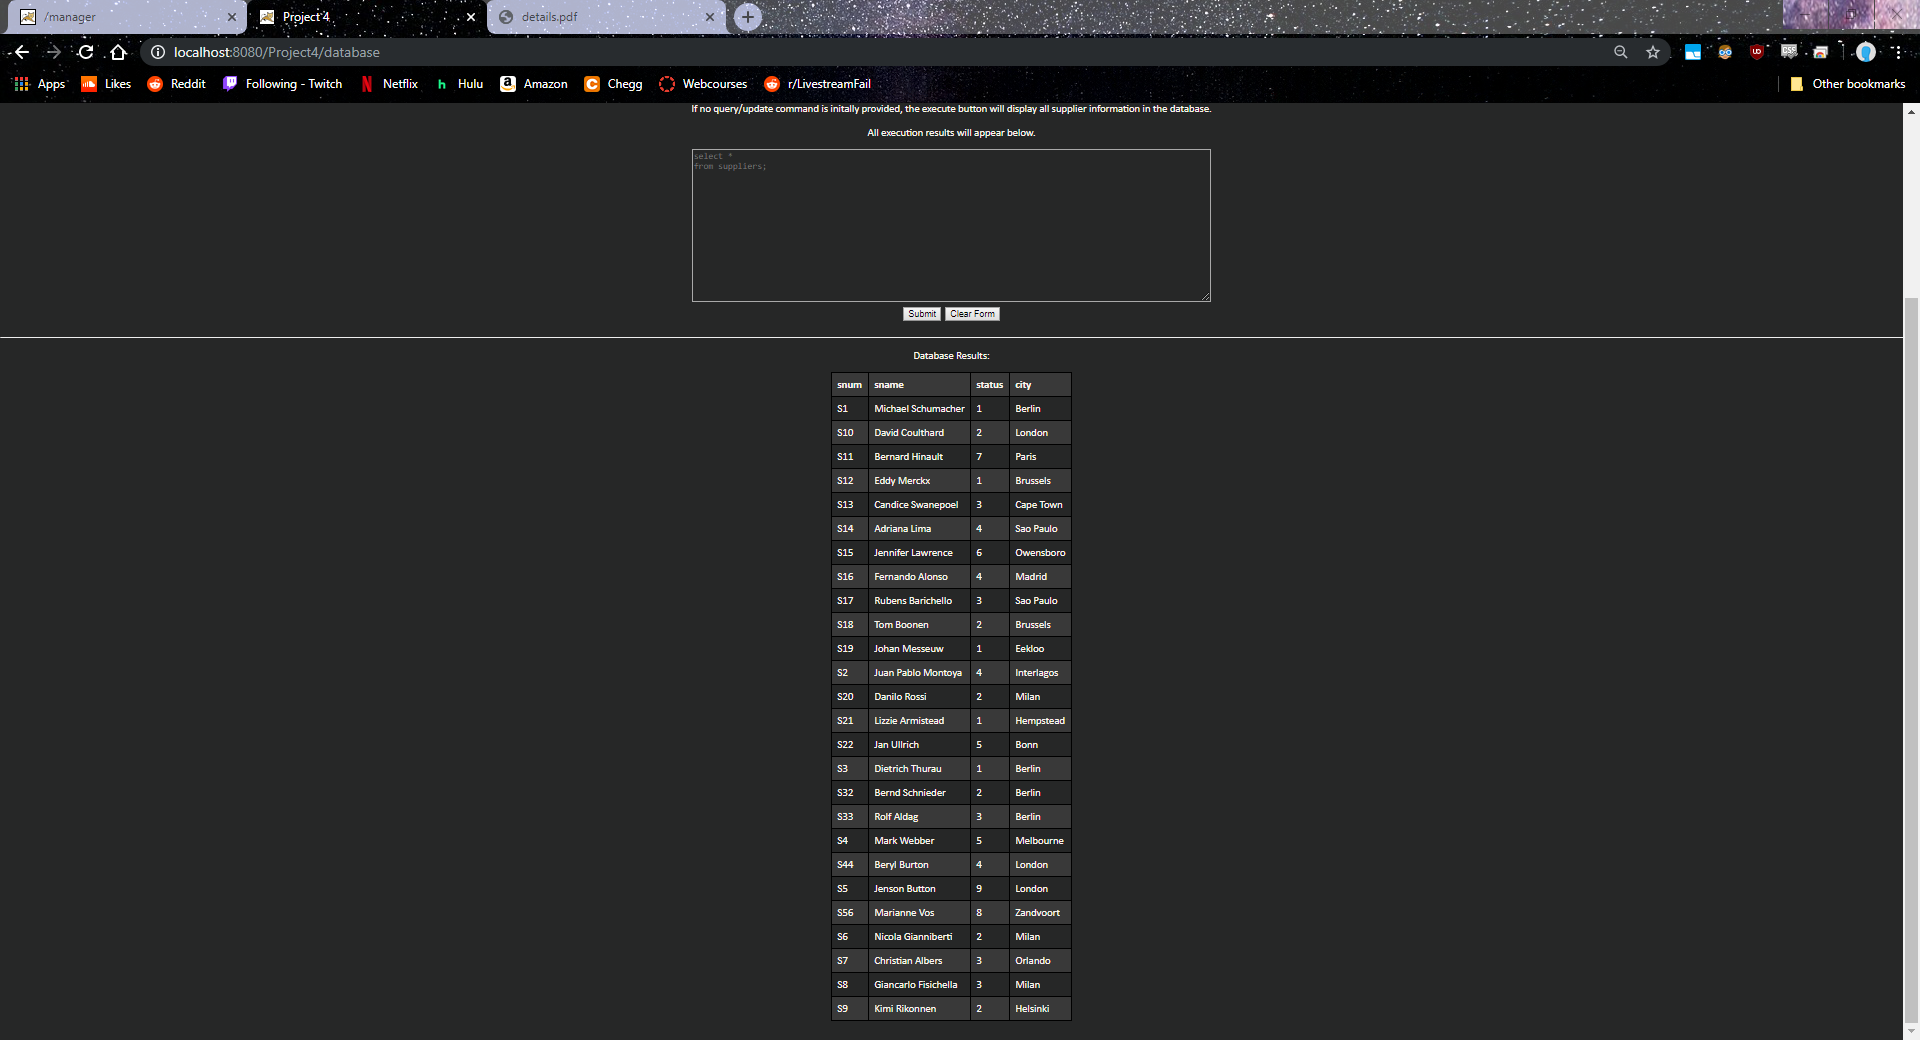 /manager
Project 4
details.pdf
localhost:8080/Project4/database
Apps Likes Reddit Following - Twitch Netflix Hulu Amazon Chegg Webcourses r/LivestreamFail Other bookmarks
If no query/update command is initally provided, the execute button will display all supplier information in the database.
All execution results will appear below.
select *
from suppliers;
Submit Clear Form
Database Results:
snum sname status city
S1 Michael Schumacher 1 Berlin
S10 David Coulthard 2 London
S11 Bernard Hinault 7 Paris
S12 Eddy Merckx 1 Brussels
S13 Candice Swanepoel 3 Cape Town
S14 Adriana Lima 4 Sao Paulo
S15 Jennifer Lawrence 6 Owensboro
S16 Fernando Alonso 4 Madrid
S17 Rubens Barichello 3 Sao Paulo
S18 Tom Boonen 2 Brussels
S19 Johan Messeuw 1 Eekloo
S2 Juan Pablo Montoya 4 Interlagos
S20 Danilo Rossi 2 Milan
S21 Lizzie Armistead 1 Hempstead
S22 Jan Ullrich 5 Bonn
S3 Dietrich Thurau 1 Berlin
S32 Bernd Schnieder 2 Berlin
S33 Rolf Aldag 3 Berlin
S4 Mark Webber 5 Melbourne
S44 Beryl Burton 4 London
S5 Jenson Button 9 London
S56 Marianne Vos 8 Zandvoort
S6 Nicola Gianniberti 2 Milan
S7 Christian Albers 3 Orlando
S8 Giancarlo Fisichella 3 Milan
S9 Kimi Rikonnen 2 Helsinki